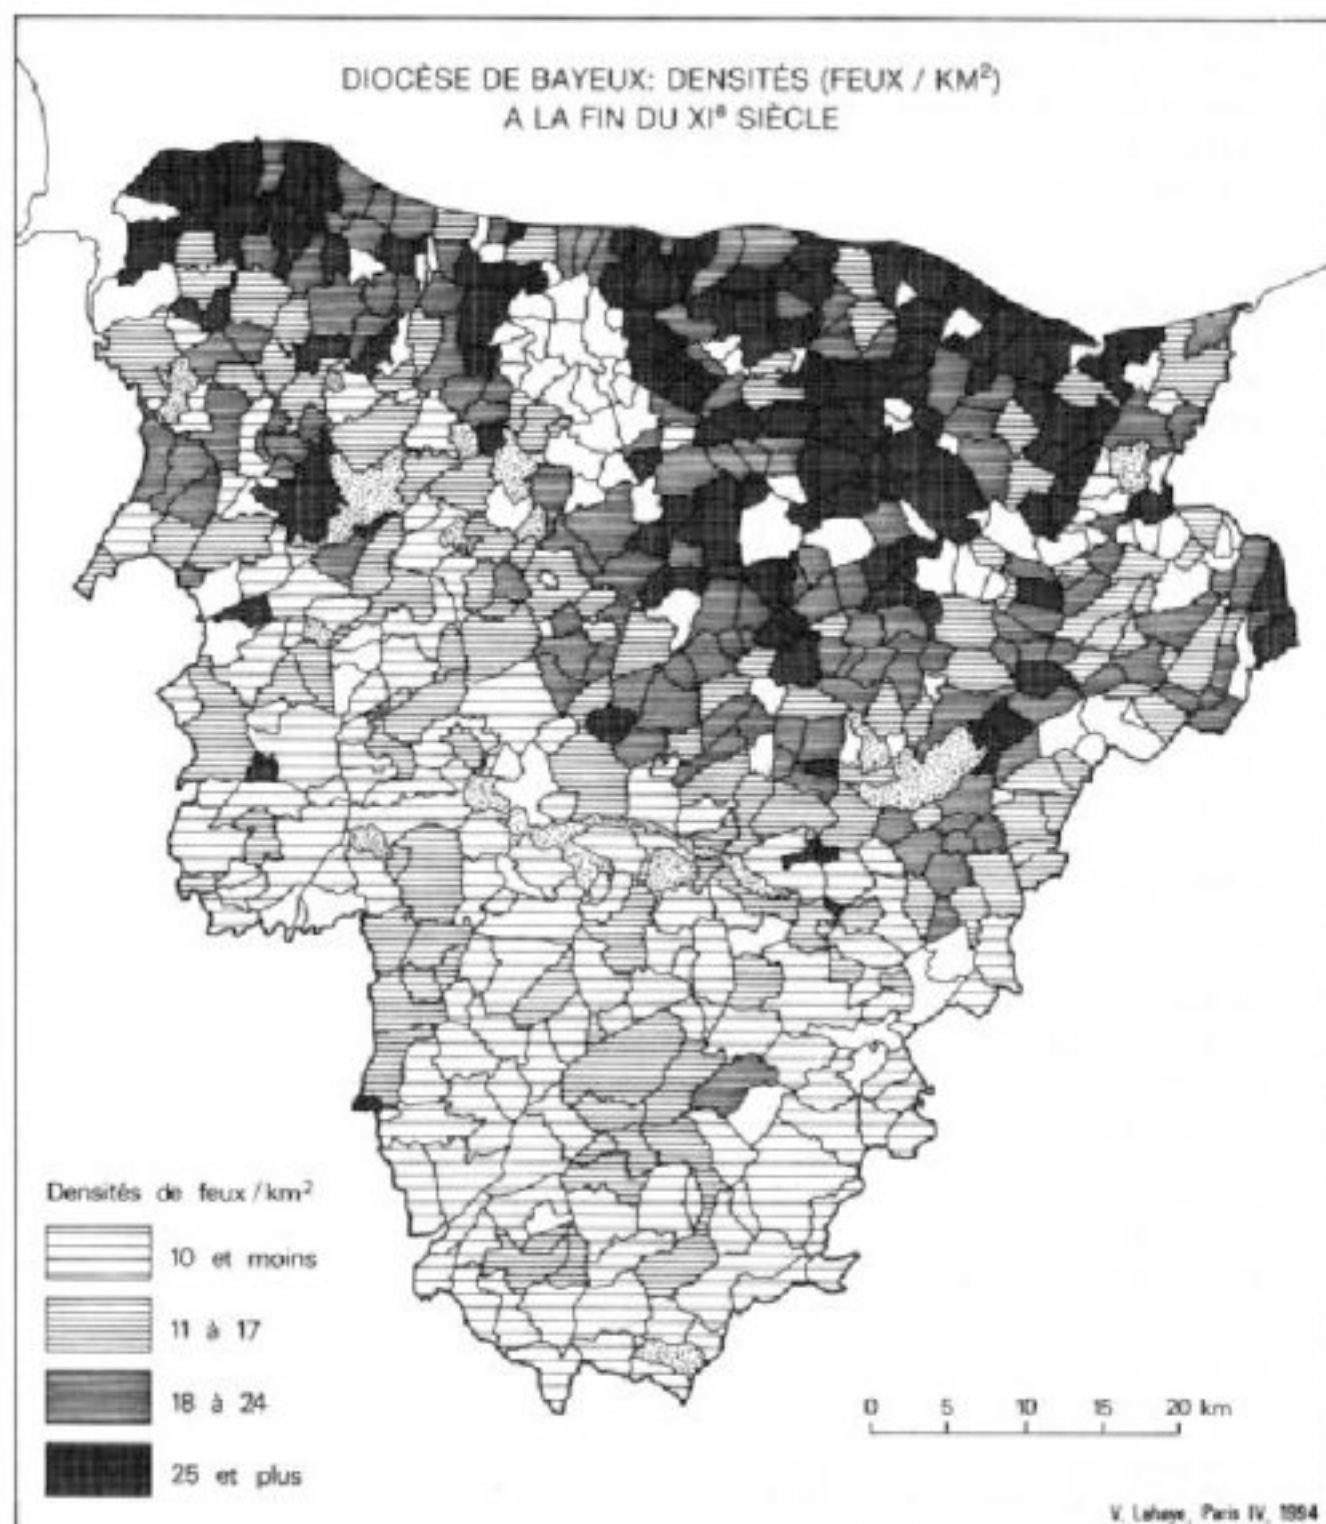 DIOCÈSE DE BAYEUX: DENSITÉS (FEUX / KM²)
A LA FIN DU XIᵉ SIÈCLE
Densités de feux/km²
10 et moins
11 à 17
18 à 24
25 et plus
0 5 10 15 20 km
V. Lahaye, Paris IV, 1994